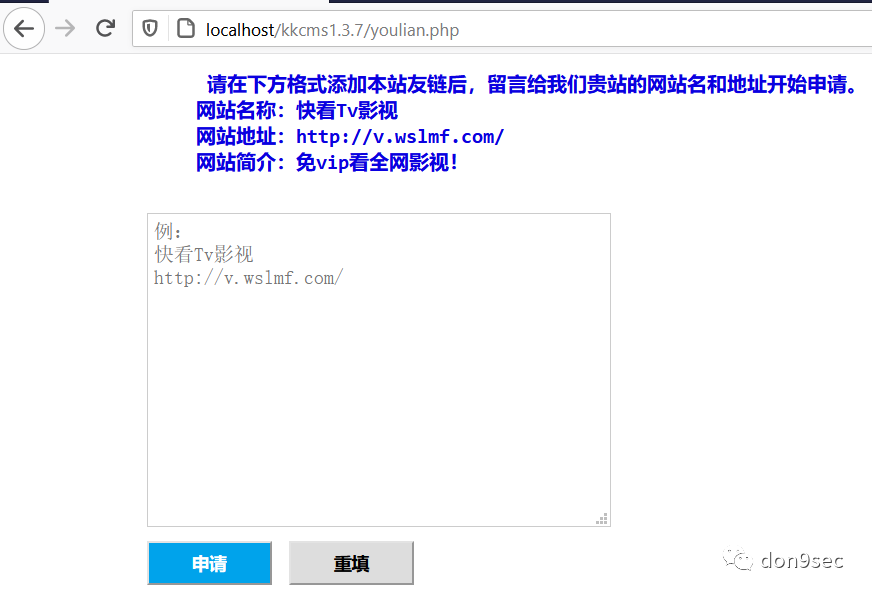 localhost/kkcms1.3.7/youlian.php
请在下方格式添加本站友链后，留言给我们贵站的网站名和地址开始申请。
网站名称：快看Tv影视
网站地址：http://v.wslmf.com/
网站简介：免vip看全网影视！
例：
快看Tv影视
http://v.wslmf.com/
申请 重填
don9sec